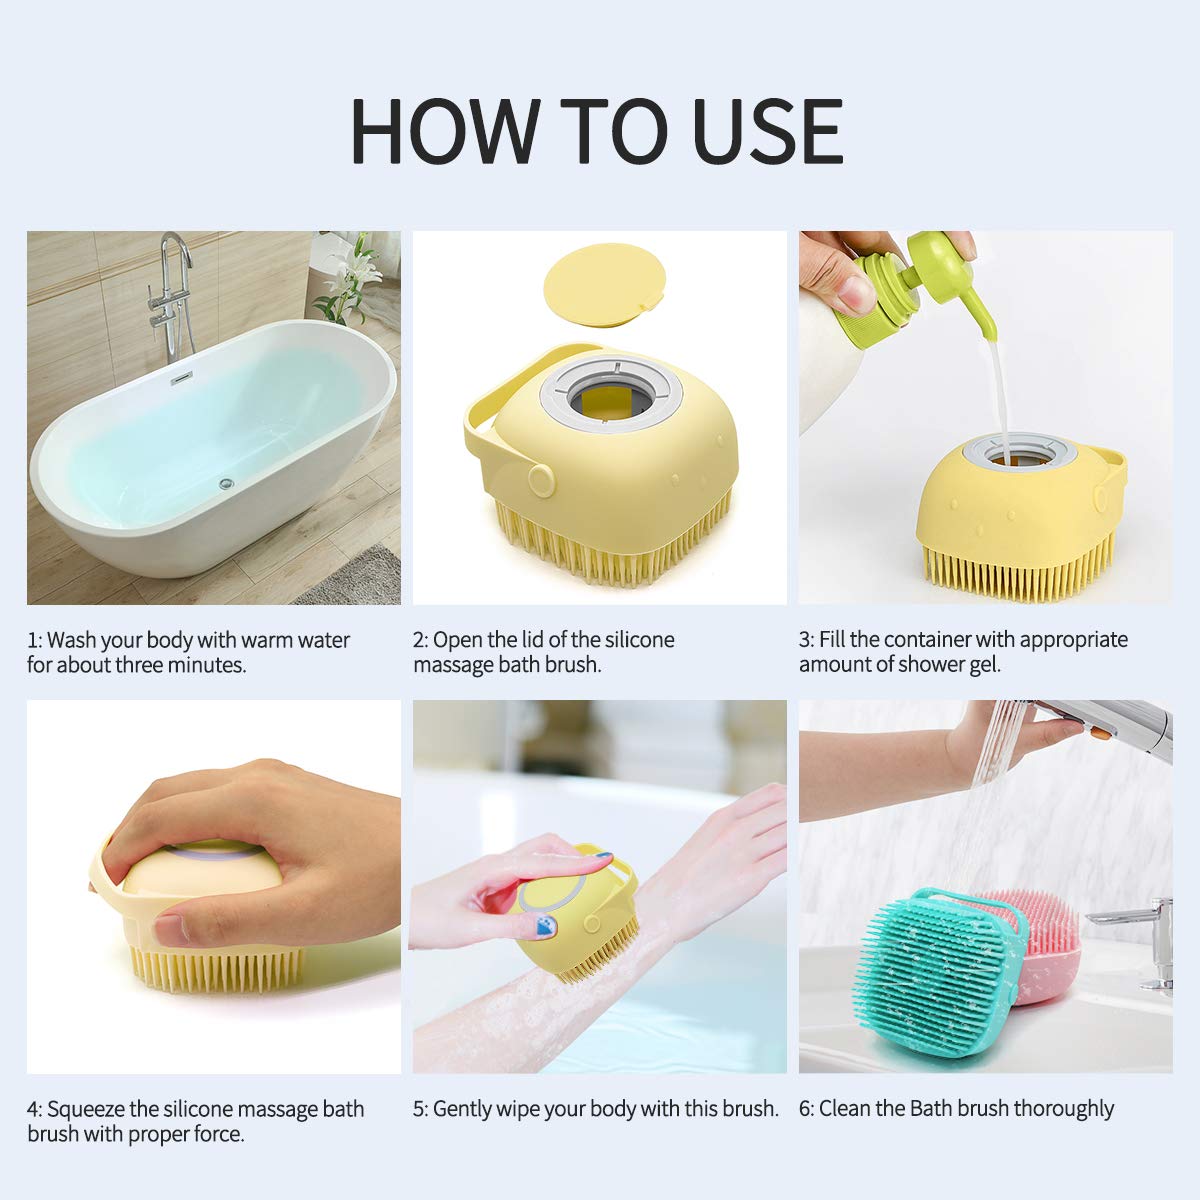 HOW TO USE
1: Wash your body with warm water
for about three minutes.
2: Open the lid of the silicone
massage bath brush.
3: Fill the container with appropriate
amount of shower gel.
4: Squeeze the silicone massage bath
brush with proper force.
5: Gently wipe your body with this brush.
6: Clean the Bath brush thoroughly